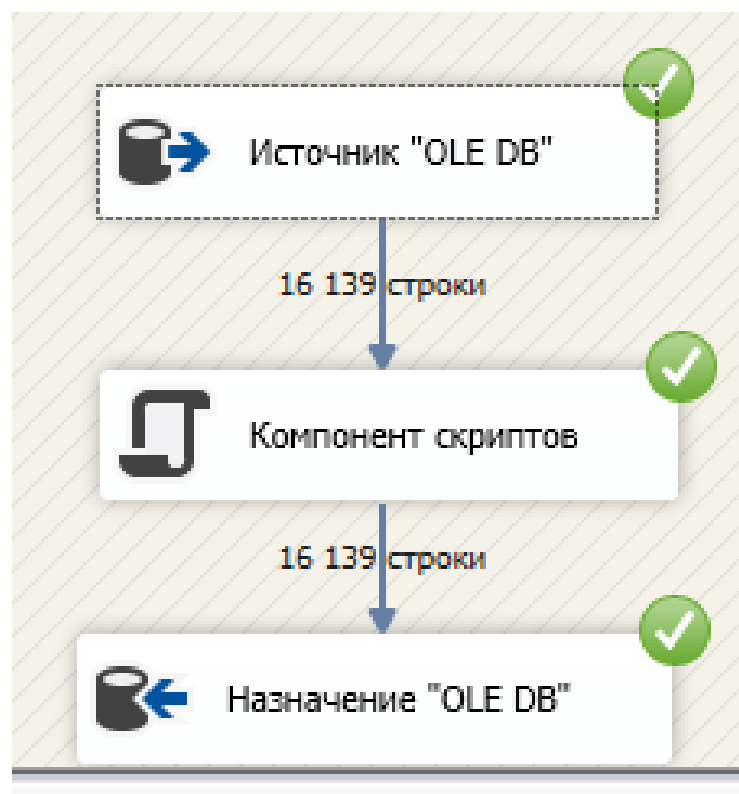 Источник "OLE DB"
16 139 строки
Компонент скриптов
16 139 строки
Назначение "OLE DB"